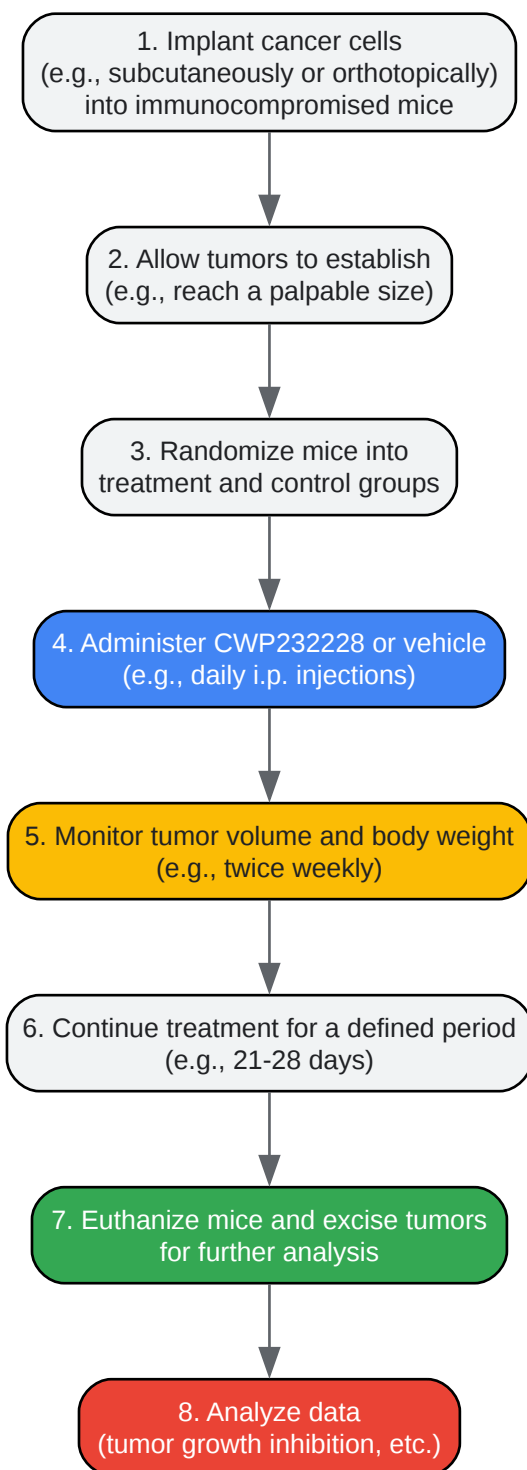 1. Implant cancer cells
(e.g., subcutaneously or orthotopically)
into immunocompromised mice
2. Allow tumors to establish
(e.g., reach a palpable size)
3. Randomize mice into
treatment and control groups
4. Administer CWP232228 or vehicle
(e.g., daily i.p. injections)
5. Monitor tumor volume and body weight
(e.g., twice weekly)
6. Continue treatment for a defined period
(e.g., 21-28 days)
7. Euthanize mice and excise tumors
for further analysis
8. Analyze data
(tumor growth inhibition, etc.)